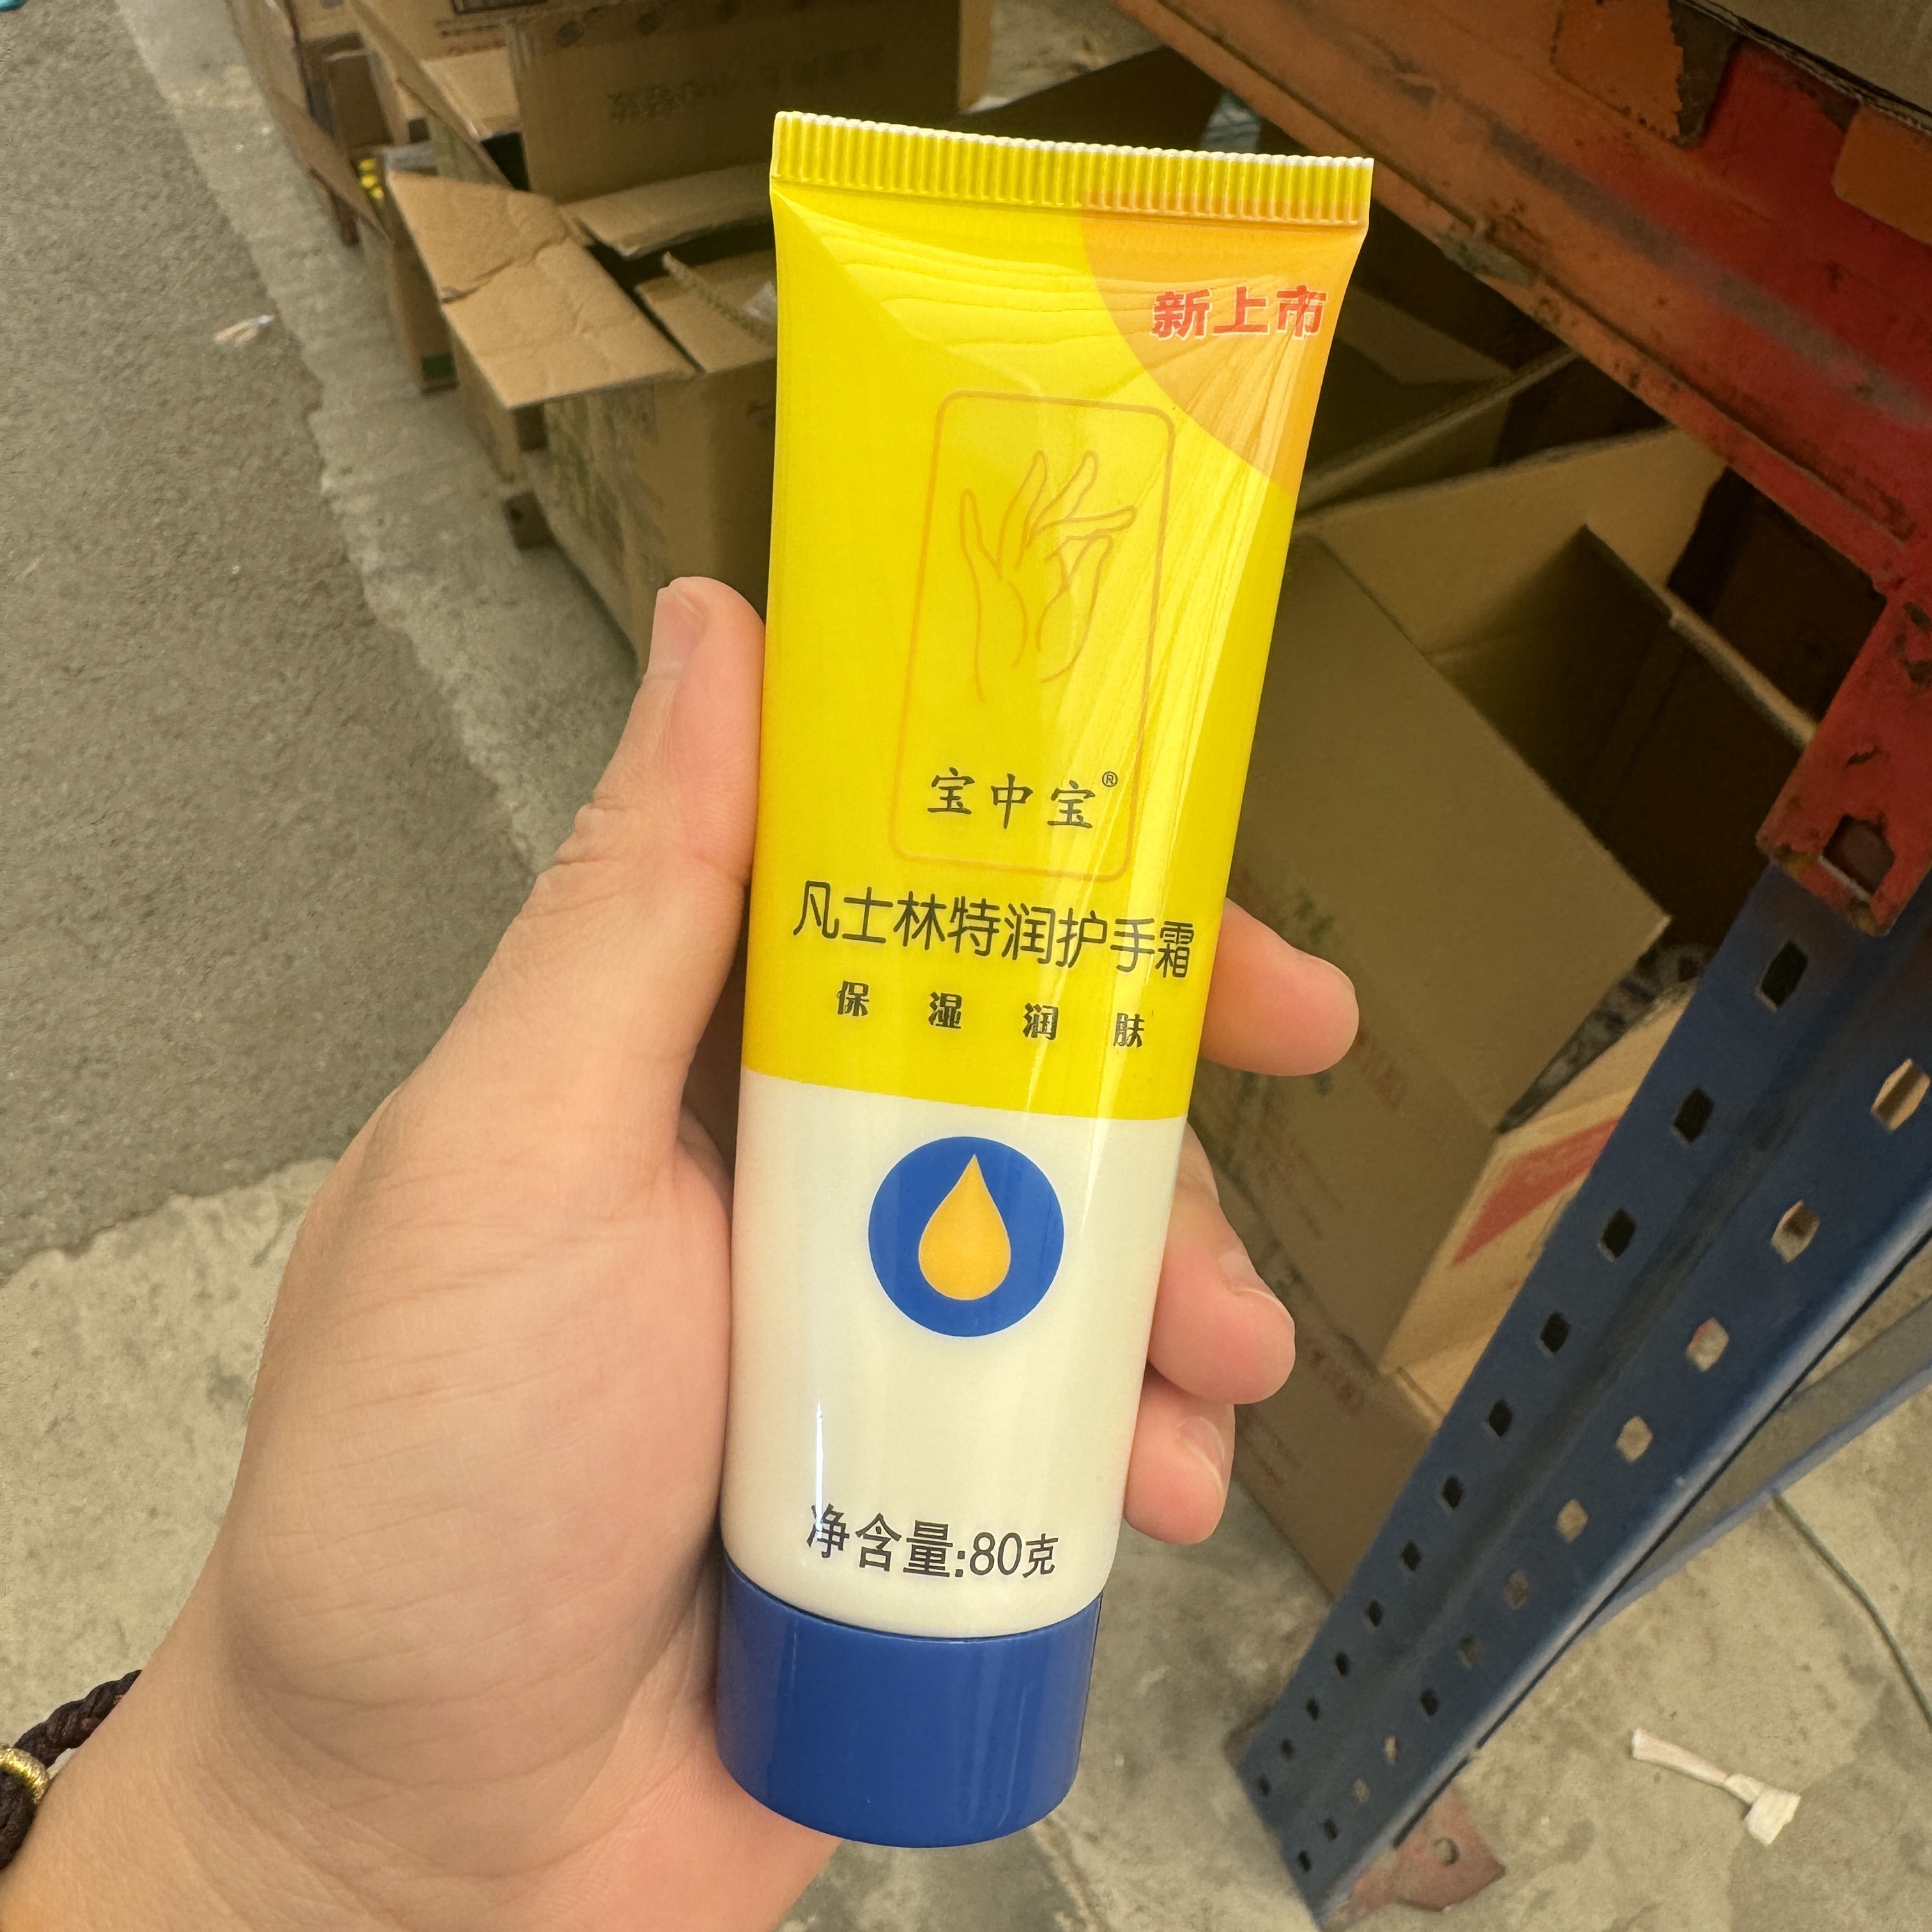 新上市
宝中宝®
凡士林特润护手霜
保湿润肤
净含量:80克